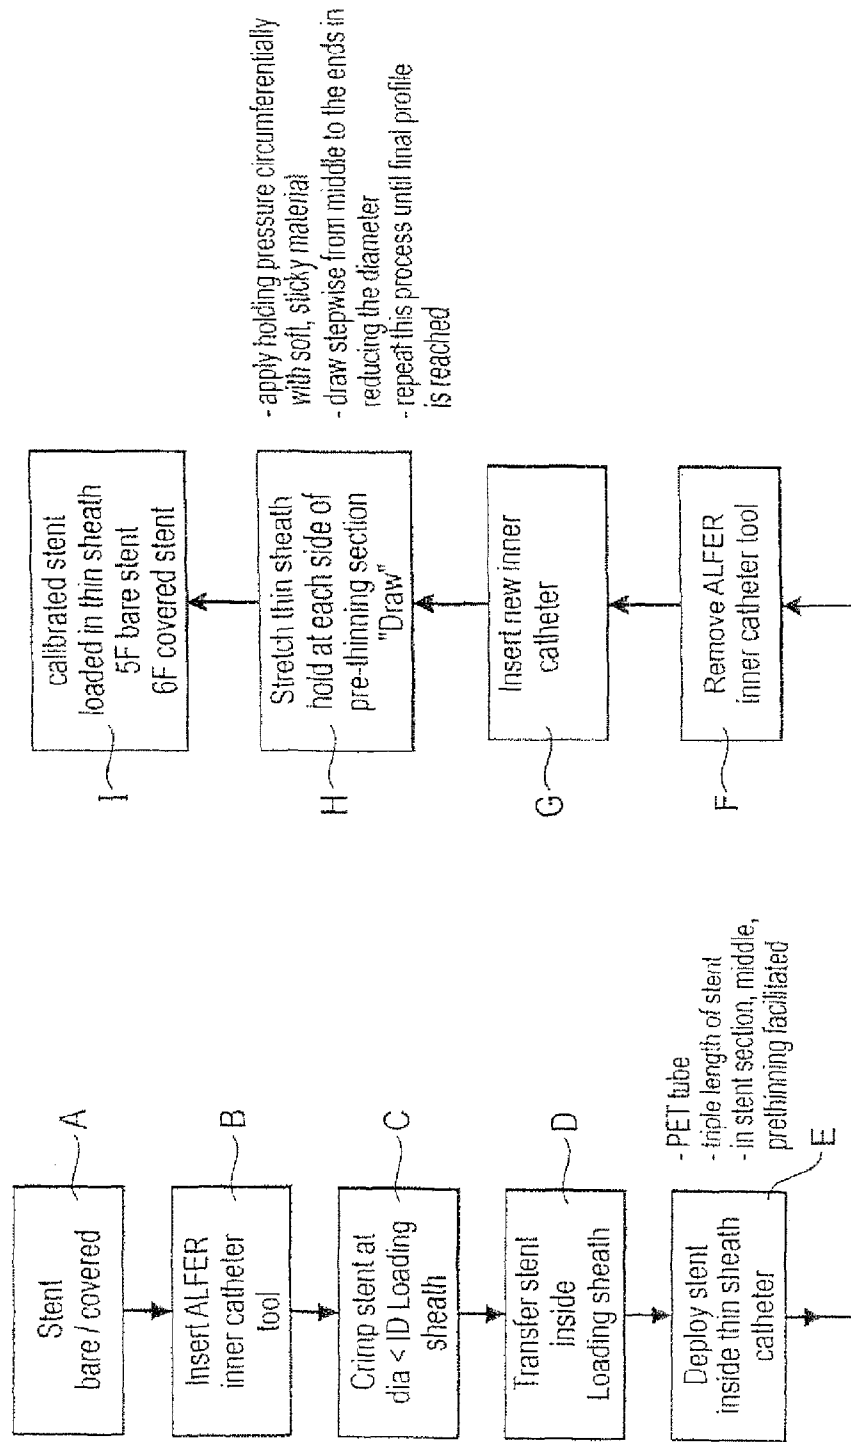 Stent
bare / covered
A
Insert ALFER
inner catheter
tool
B
Crimp stent at
dia < ID Loading
sheath
C
Transfer stent
inside
Loading sheath
D
Deploy stent
inside thin sheath
catheter
E
- PET tube
- triple length of stent
- in stent section, middle,
prethinning facilitated
Remove ALFER
inner catheter tool
F
Insert new inner
catheter
G
Stretch thin sheath
hold at each side of
pre-thinning section
"Draw"
H
- apply holding pressure circumferentially
with soft, sticky material
- draw stepwise from middle to the ends in
reducing the diameter
- repeat this process until final profile
is reached
calibrated stent
loaded in thin sheath
5F bare stent
6F covered stent
I